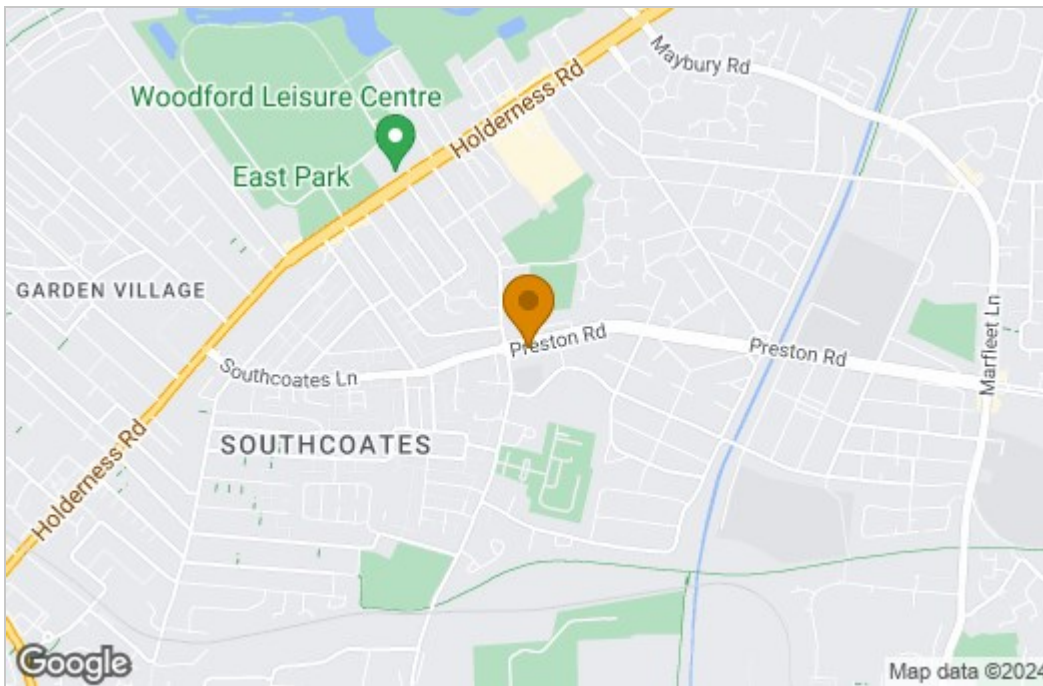 Maybury Rd
Holderness Rd
Woodford Leisure Centre
East Park
GARDEN VILLAGE
Preston Rd
Preston Rd
Marfleet Ln
Southcoates Ln
SOUTHCOATES
Holderness Rd
Google
Map data ©2024